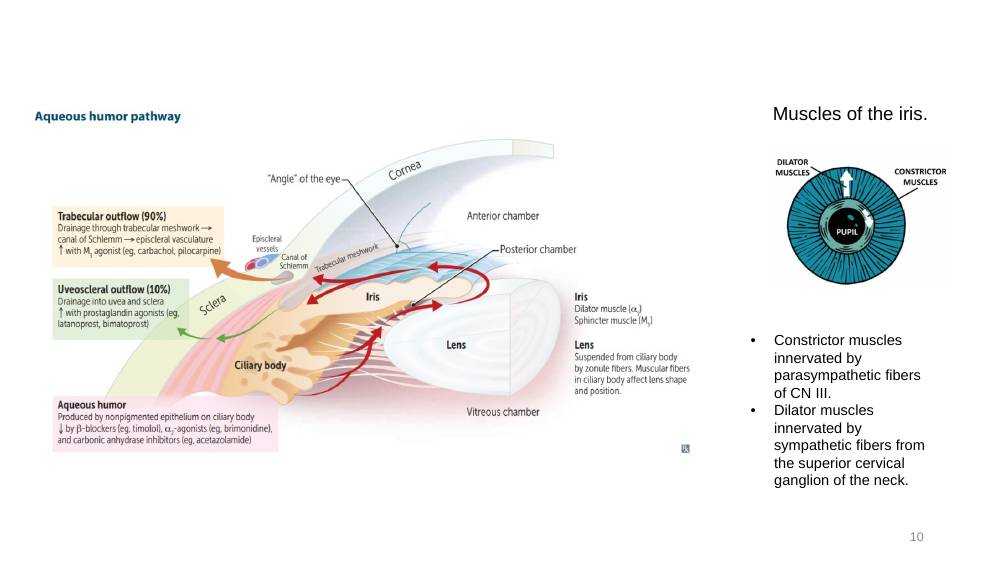 Aqueous humor pathway
"Angle" of the eye
Cornea
Trabecular outflow (90%)
Drainage through trabecular meshwork →
canal of Schlemm → episcleral vasculature
↑ with M₃ agonist (eg, carbachol, pilocarpine)
Uveoscleral outflow (10%)
Drainage into uvea and sclera
↑ with prostaglandin agonists (eg,
latanoprost, bimatoprost)
Aqueous humor
Produced by nonpigmented epithelium on ciliary body
↓ by β-blockers (eg, timolol), α₂-agonists (eg, brimonidine),
and carbonic anhydrase inhibitors (eg, acetazolamide)
Episcleral
vessels
Canal of
Schlemm
Trabecular meshwork
Sclera
Anterior chamber
Posterior chamber
Iris
Lens
Ciliary body
Vitreous chamber
Iris
Dilator muscle (α₁)
Sphincter muscle (M₃)
Lens
Suspended from ciliary body
by zonule fibers. Muscular fibers
in ciliary body affect lens shape
and position.
Muscles of the iris.
DILATOR
MUSCLES
CONSTRICTOR
MUSCLES
PUPIL
• Constrictor muscles
innervated by
parasympathetic fibers
of CN III.
• Dilator muscles
innervated by
sympathetic fibers from
the superior cervical
ganglion of the neck.
10